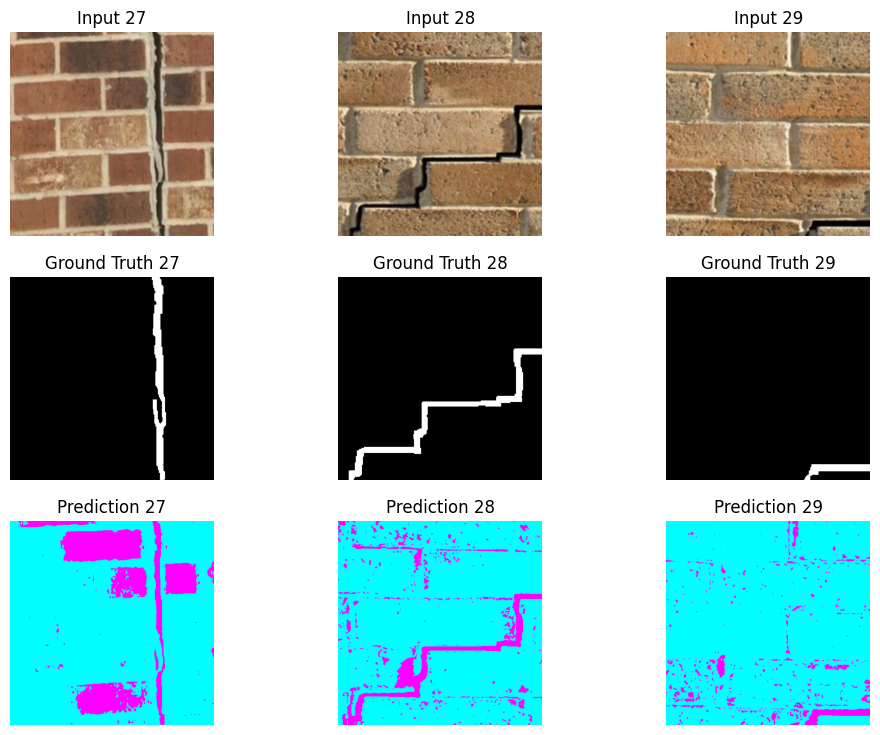 Input 27
Input 28
Input 29
Ground Truth 27
Ground Truth 28
Ground Truth 29
Prediction 27
Prediction 28
Prediction 29